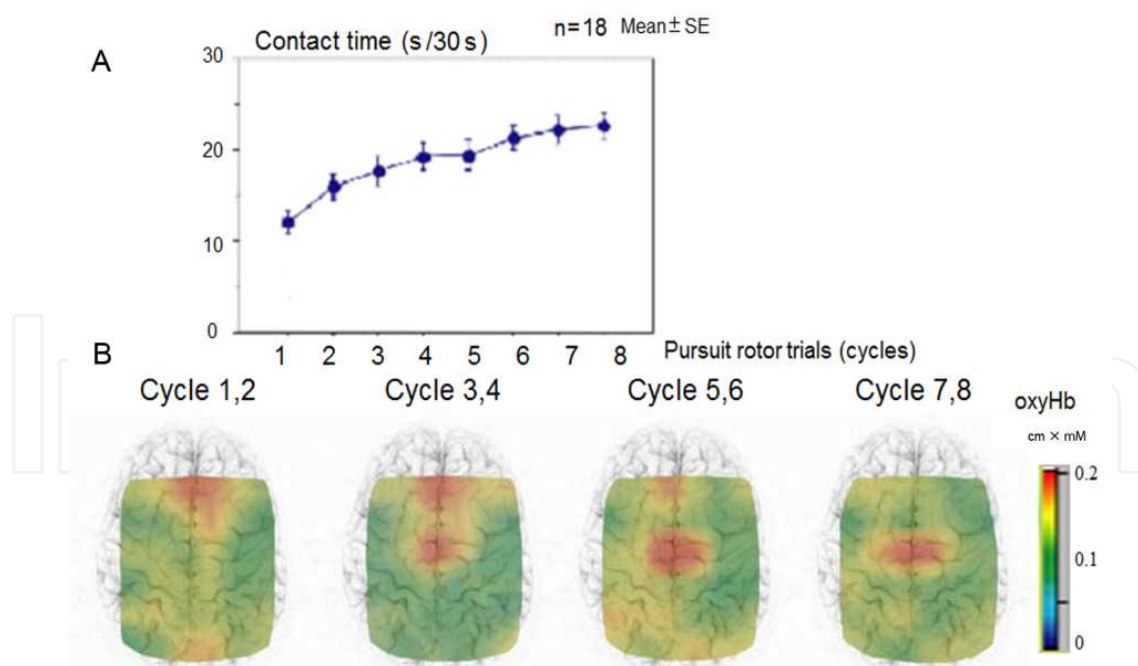 n=18 Mean ± SE
Contact time (s/30 s)
A
30
20
10
0
1 2 3 4 5 6 7 8
Pursuit rotor trials (cycles)
B
Cycle 1,2 Cycle 3,4 Cycle 5,6 Cycle 7,8
oxyHb
cm × mM
0.2
0.1
0